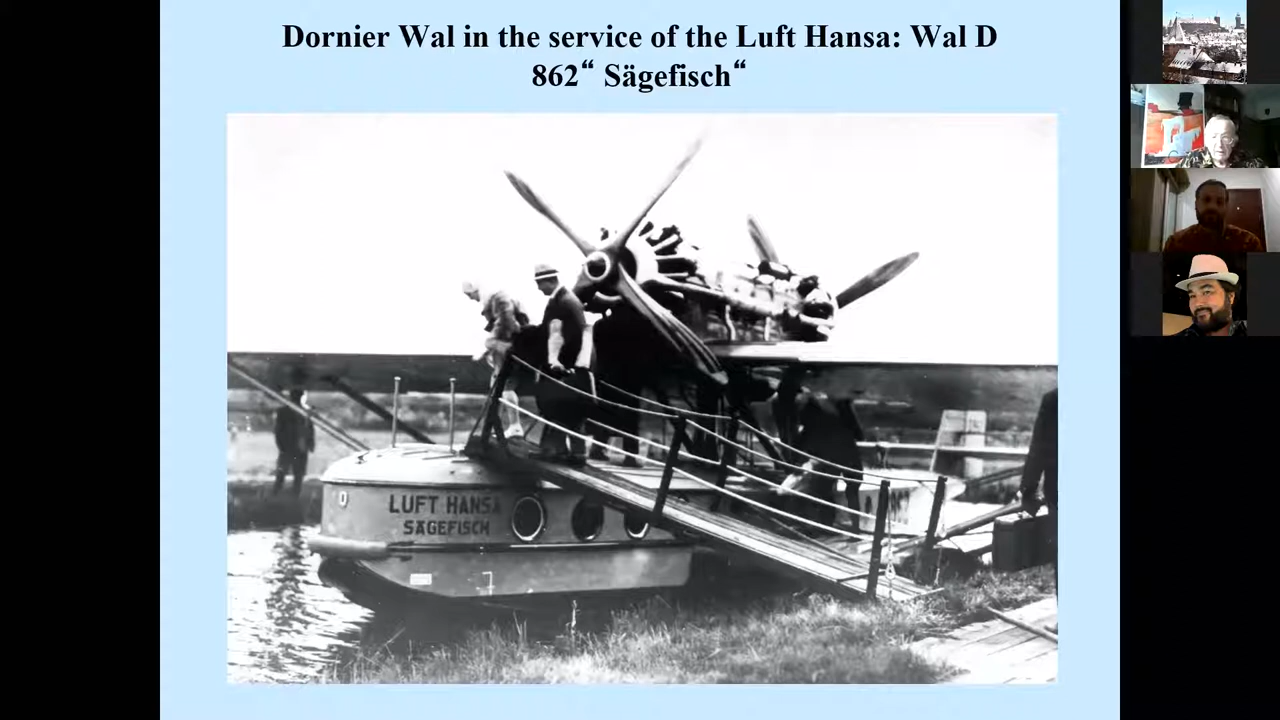 Dornier Wal in the service of the Luft Hansa: Wal D
862“ Sägefisch“
LUFT HANSA
SÄGEFISCH